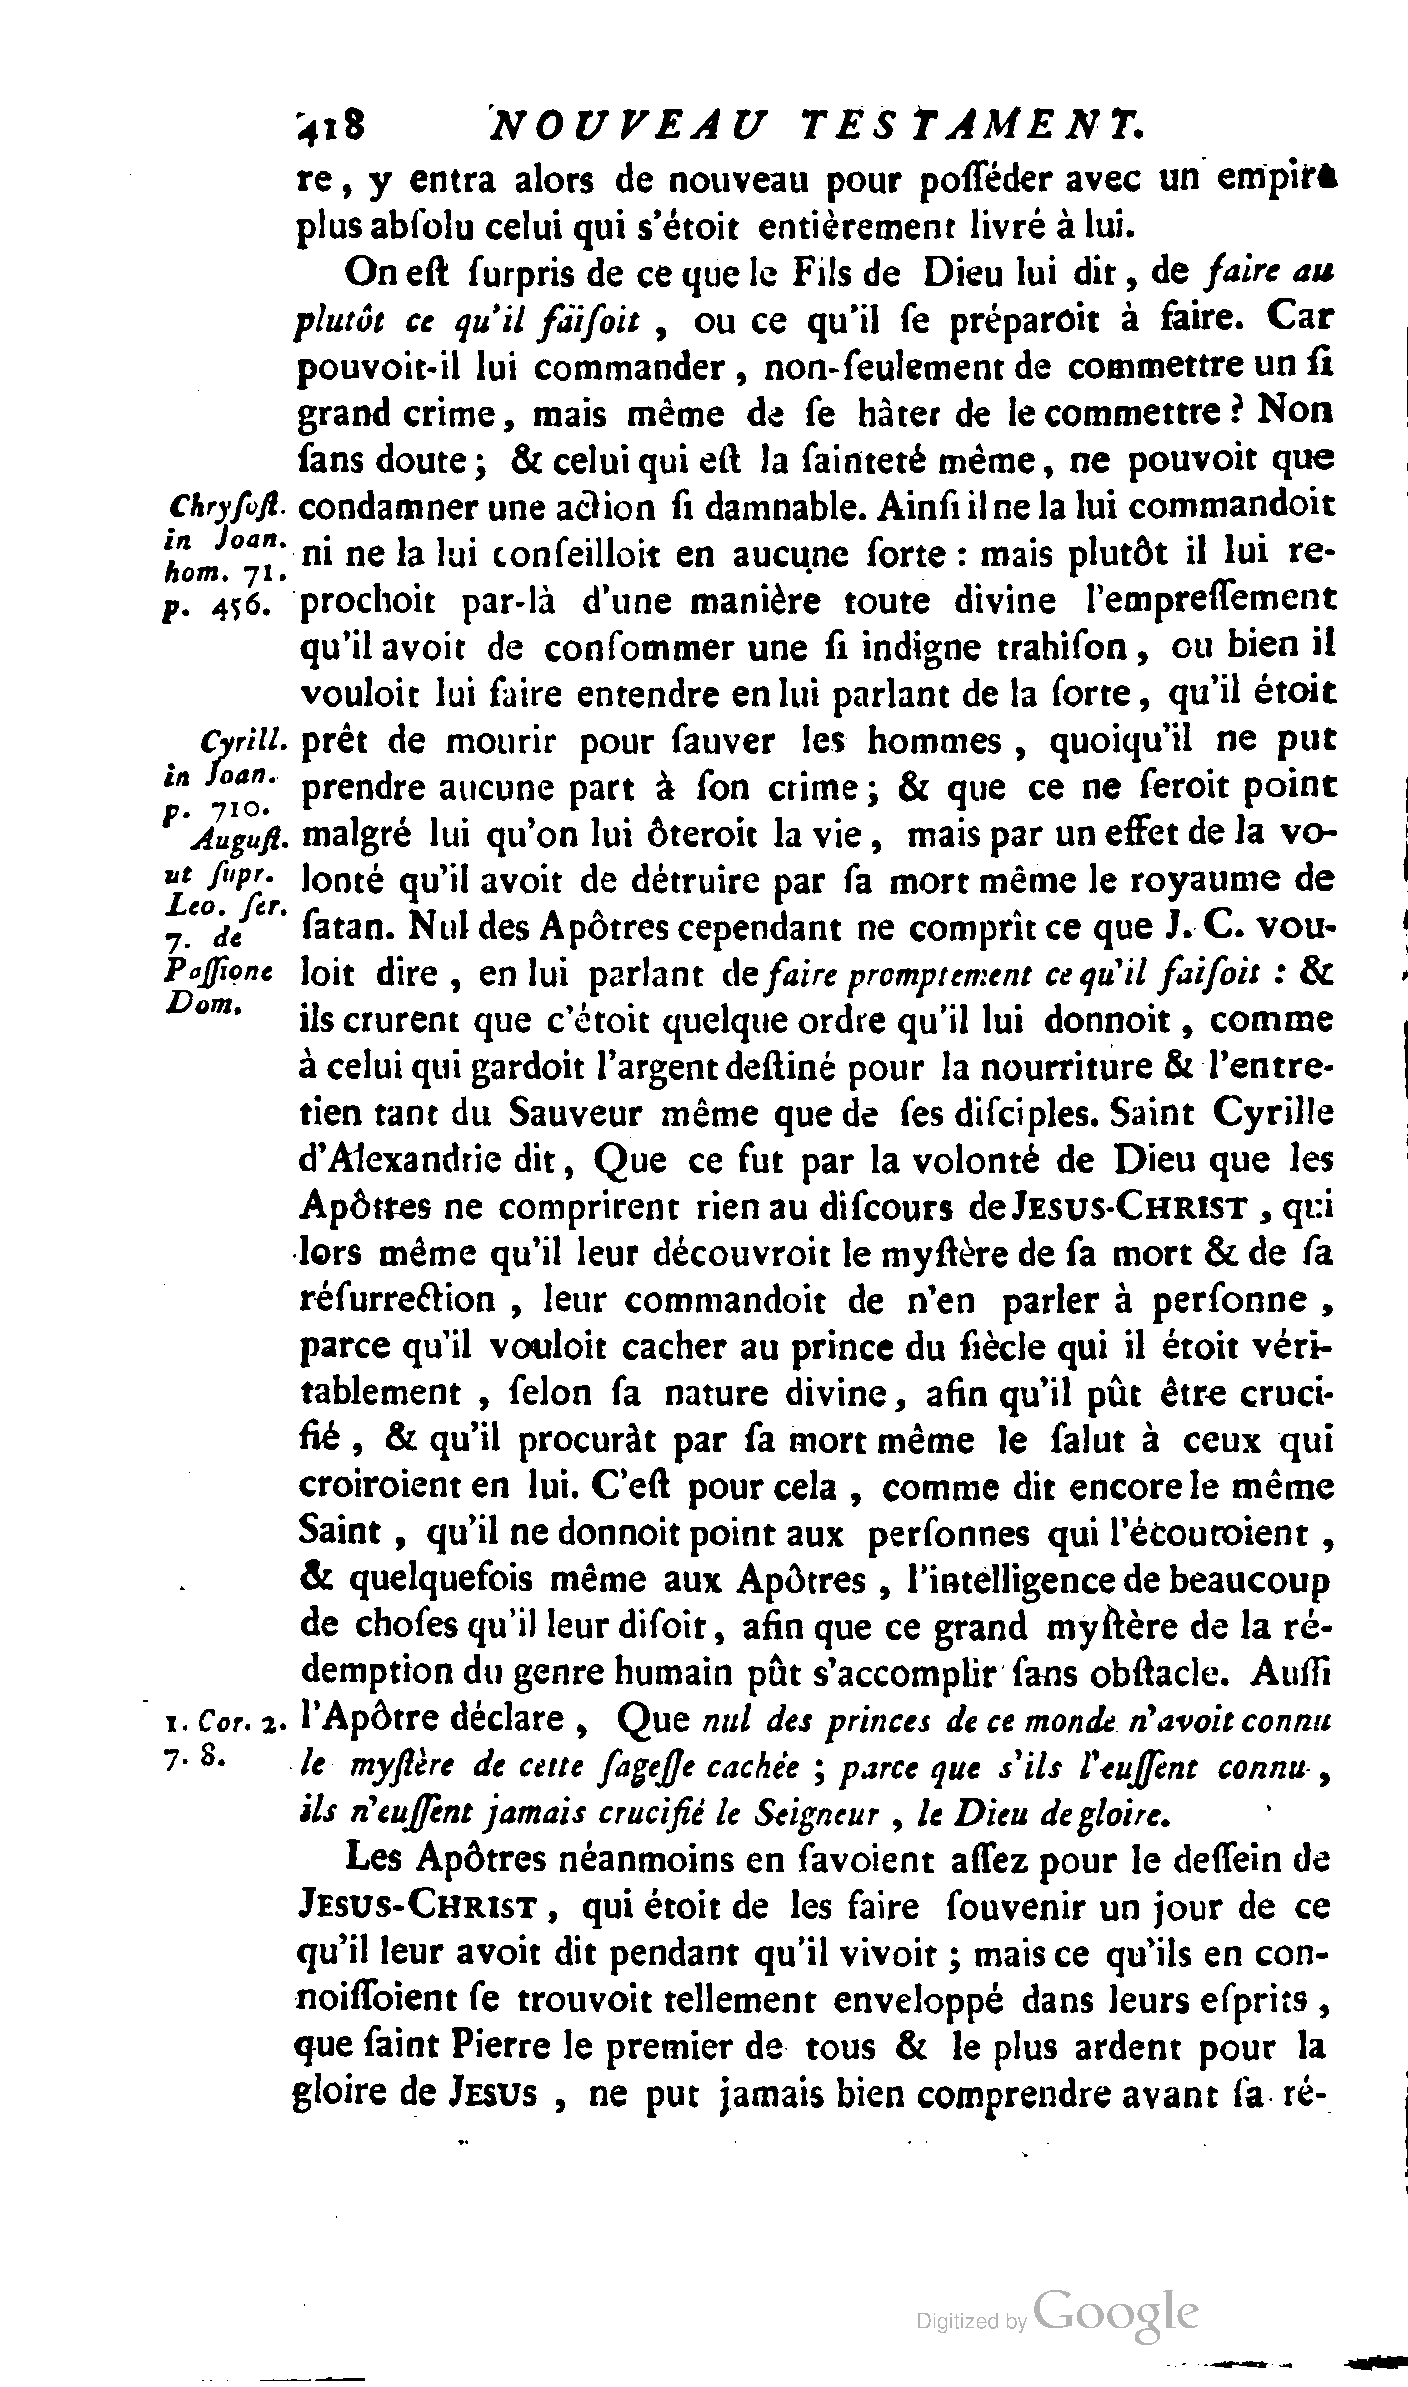 418 NOUVEAU TESTAMENT.
re, y entra alors de nouveau pour poſſéder avec un empire
plus abſolu celui qui s'étoit entièrement livré à lui.
On eſt ſurpris de ce que le Fils de Dieu lui dit, de faire au
plutôt ce qu'il faiſoit, ou ce qu'il ſe préparoit à faire. Car
pouvoit-il lui commander, non-ſeulement de commettre un ſi
grand crime, mais même de ſe hâter de le commettre? Non
ſans doute; & celui qui eſt la ſainteté même, ne pouvoit que
Chryſoſt. condamner une action ſi damnable. Ainſi il ne la lui commandoit
in Joan. ni ne la lui conſeilloit en aucune ſorte : mais plutôt il lui re-
hom. 71.
p. 456. prochoit par-là d'une manière toute divine l'empreſſement
qu'il avoit de conſommer une ſi indigne trahiſon, ou bien il
vouloit lui faire entendre en lui parlant de la ſorte, qu'il étoit
Cyrill. prêt de mourir pour ſauver les hommes, quoiqu'il ne put
in Joan. prendre aucune part à ſon crime; & que ce ne ſeroit point
p. 710.
Auguſt. malgré lui qu'on lui ôteroit la vie, mais par un effet de la vo-
ut ſupr. lonté qu'il avoit de détruire par ſa mort même le royaume de
Leo. ſer.
7. de ſatan. Nul des Apôtres cependant ne comprît ce que J. C. vou-
Paſſione loit dire, en lui parlant de faire promptement ce qu'il faiſoit : &
Dom. ils crurent que c'étoit quelque ordre qu'il lui donnoit, comme
à celui qui gardoit l'argent deſtiné pour la nourriture & l'entre-
tien tant du Sauveur même que de ſes diſciples. Saint Cyrille
d'Alexandrie dit, Que ce fut par la volonté de Dieu que les
Apôtres ne comprirent rien au diſcours de JESUS-CHRIST, qui
lors même qu'il leur découvroit le myſtère de ſa mort & de ſa
réſurrection, leur commandoit de n'en parler à perſonne,
parce qu'il vouloit cacher au prince du ſiècle qui il étoit véri-
tablement, ſelon ſa nature divine, afin qu'il pût être cruci-
fié, & qu'il procurât par ſa mort même le ſalut à ceux qui
croiroient en lui. C'eſt pour cela, comme dit encore le même
Saint, qu'il ne donnoit point aux perſonnes qui l'écoutoient,
& quelquefois même aux Apôtres, l'intelligence de beaucoup
de choſes qu'il leur diſoit, afin que ce grand myſtère de la ré-
demption du genre humain pût s'accomplir ſans obſtacle. Auſſi
1. Cor. 2. l'Apôtre déclare, Que nul des princes de ce monde n'avoit connu
7. 8. le myſtère de cette ſageſſe cachée; parce que s'ils l'euſſent connu,
ils n'euſſent jamais crucifié le Seigneur, le Dieu de gloire.
Les Apôtres néanmoins en ſavoient aſſez pour le deſſein de
JESUS-CHRIST, qui étoit de les faire ſouvenir un jour de ce
qu'il leur avoit dit pendant qu'il vivoit; mais ce qu'ils en con-
noiſſoient ſe trouvoit tellement enveloppé dans leurs eſprits,
que ſaint Pierre le premier de tous & le plus ardent pour la
gloire de JESUS, ne put jamais bien comprendre avant ſa ré-
Digitized by Google